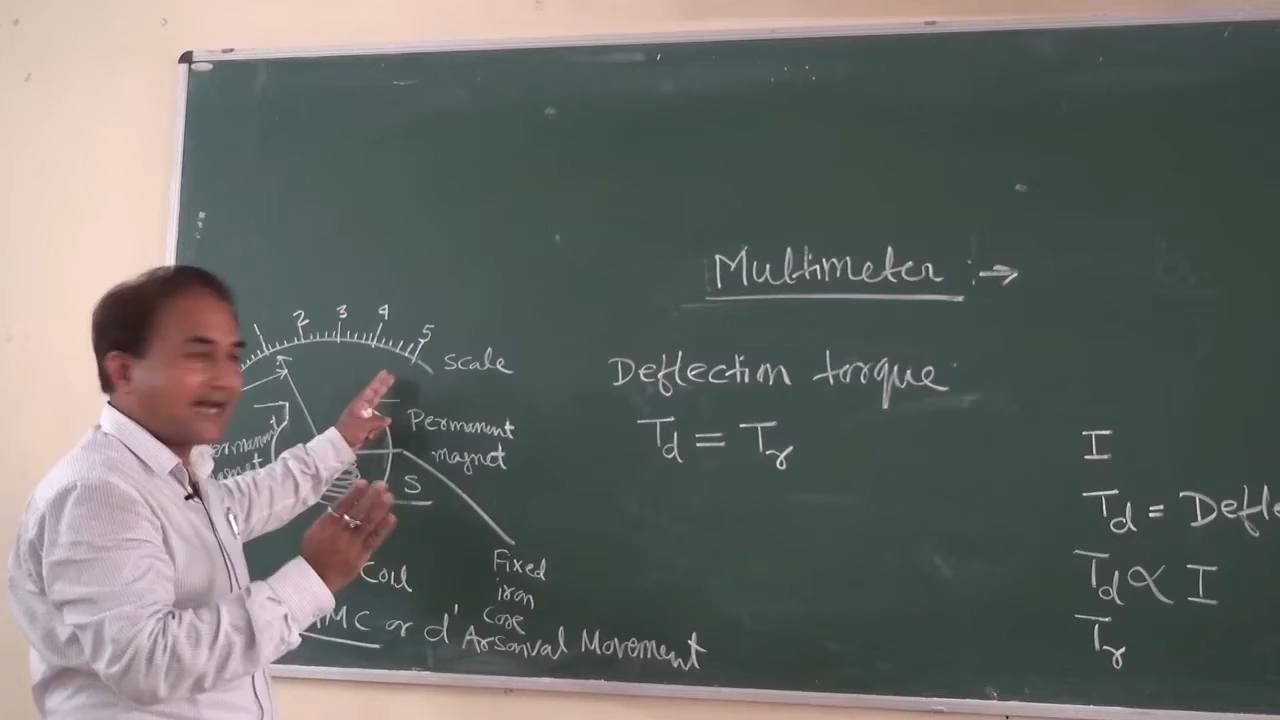 Multimeter :→
1 2 3 4 5
scale
Deflection torque
Permanent
magnet
Td = Tr
S
I
Td = Defle
Td ∝ I
Tr
Coil
Fixed
iron
Core
MC or d'Arsonval Movement